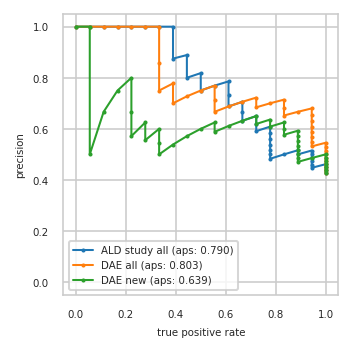 1.0
0.8
0.6
0.4
0.2
0.0
precision
ALD study all (aps: 0.790)
DAE all (aps: 0.803)
DAE new (aps: 0.639)
0.0 0.2 0.4 0.6 0.8 1.0
true positive rate